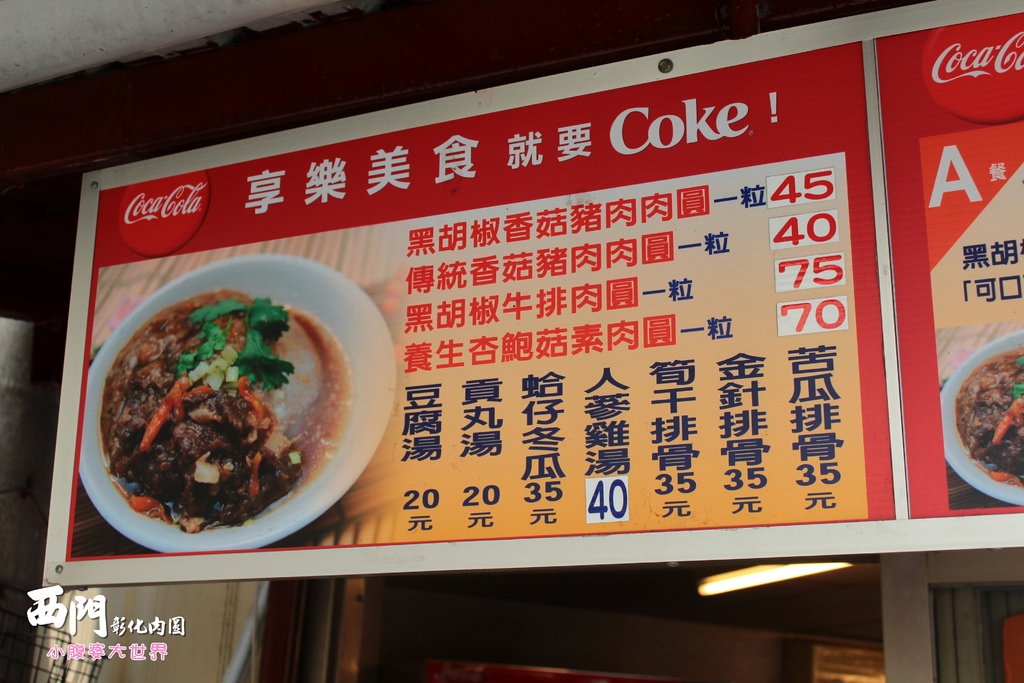 享樂美食 就要 Coke!
Coca-Cola
黑胡椒香菇豬肉肉圓一粒 45
傳統香菇豬肉肉圓一粒 40
黑胡椒牛排肉圓一粒 75
養生杏鮑菇素肉圓一粒 70
豆腐湯 20元
貢丸湯 20元
蛤仔冬瓜 35元
人蔘雞湯 40
筍干排骨 35元
金針排骨 35元
苦瓜排骨 35元
Coca-Co
A餐
黑胡
「可口
西門彰化肉圓
小腹婆大世界